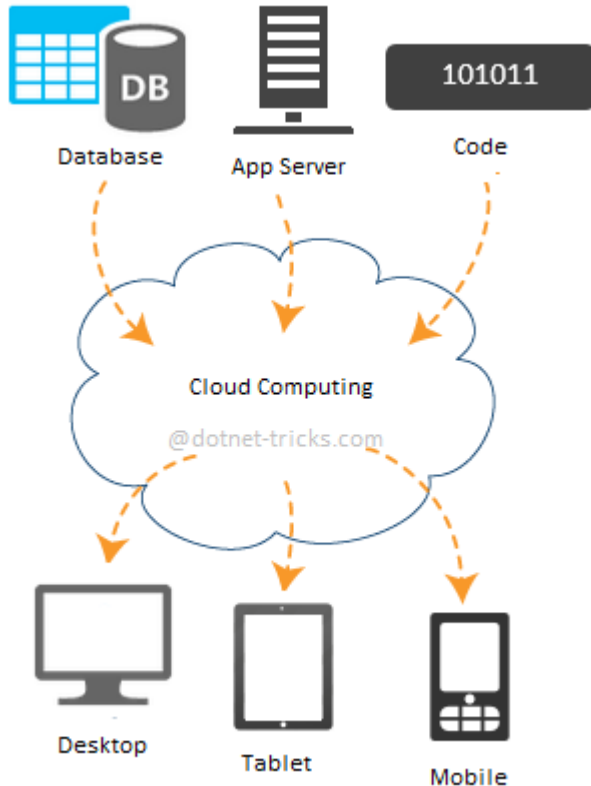 DB
101011
Database
App Server
Code
Cloud Computing
@dotnet-tricks.com
Desktop
Tablet
Mobile